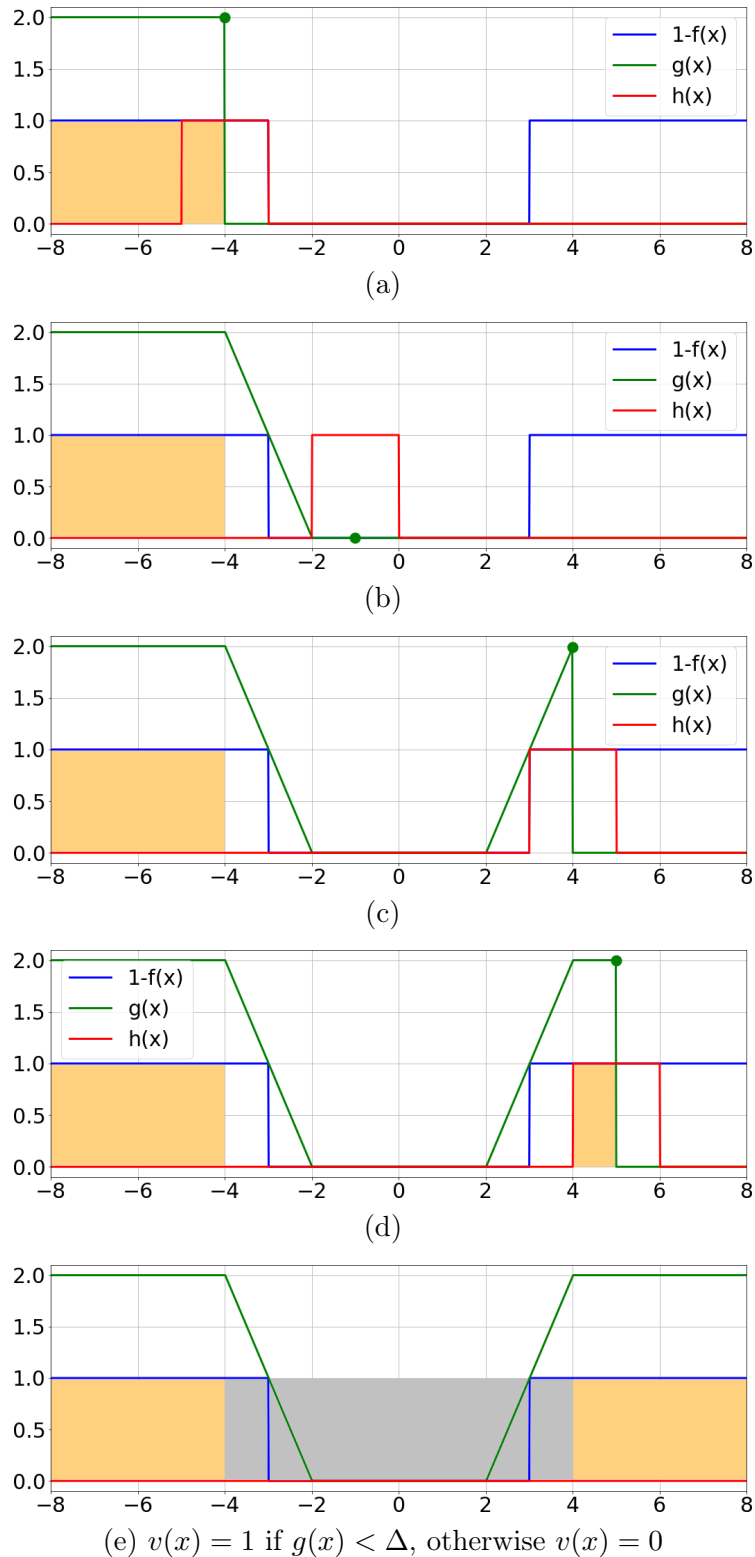 2.0
1.5
1.0
0.5
0.0
1-f(x)
g(x)
h(x)
−8 −6 −4 −2 0 2 4 6 8
(a)
2.0
1.5
1.0
0.5
0.0
1-f(x)
g(x)
h(x)
−8 −6 −4 −2 0 2 4 6 8
(b)
2.0
1.5
1.0
0.5
0.0
1-f(x)
g(x)
h(x)
−8 −6 −4 −2 0 2 4 6 8
(c)
2.0
1.5
1.0
0.5
0.0
1-f(x)
g(x)
h(x)
−8 −6 −4 −2 0 2 4 6 8
(d)
2.0
1.5
1.0
0.5
0.0
−8 −6 −4 −2 0 2 4 6 8
(e) v(x) = 1 if g(x) < Δ, otherwise v(x) = 0